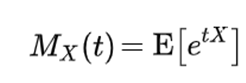 M_X(t) = E[e^{tX}]